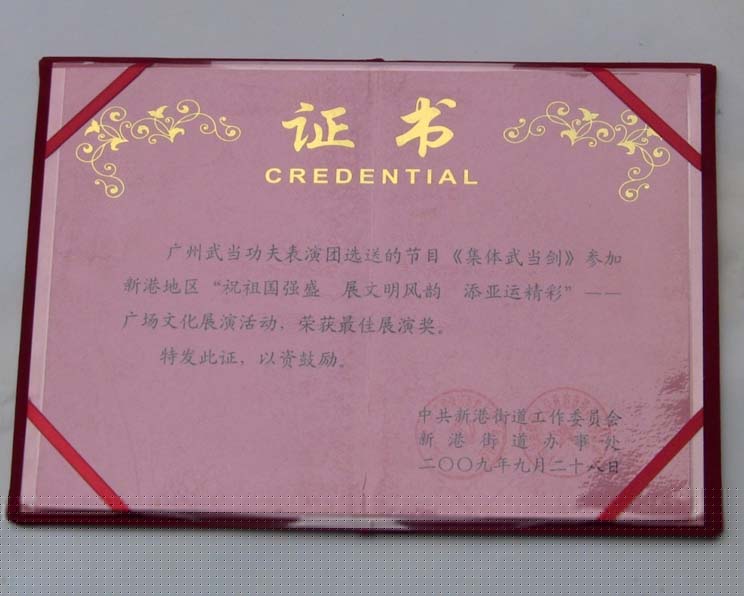 证书
CREDENTIAL
广州武当功夫表演团选送的节目《集体武当剑》参加
新港地区“祝祖国强盛 展文明风韵 添亚运精彩”——
广场文化展演活动，荣获最佳展演奖。
特发此证，以资鼓励。
中共新港街道工作委员会
新港街道办事处
二〇〇九年九月二十八日